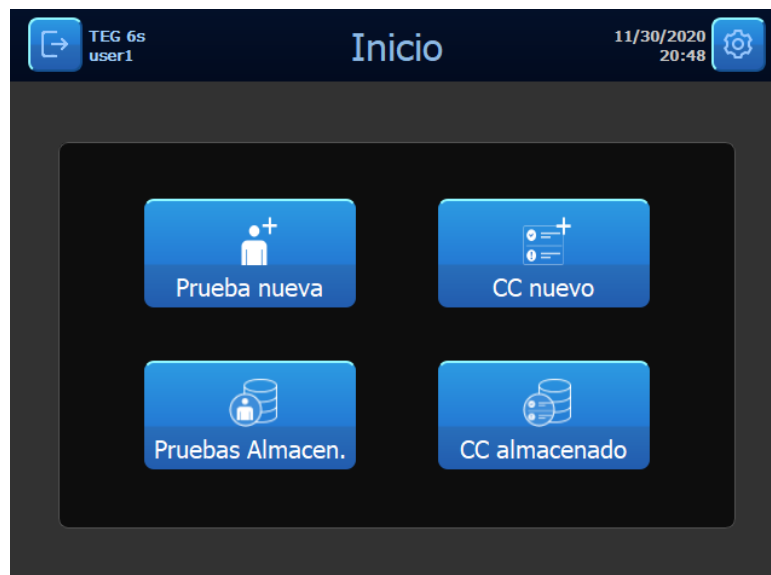 TEG 6s
user1
Inicio
11/30/2020
20:48
Prueba nueva
CC nuevo
Pruebas Almacen.
CC almacenado